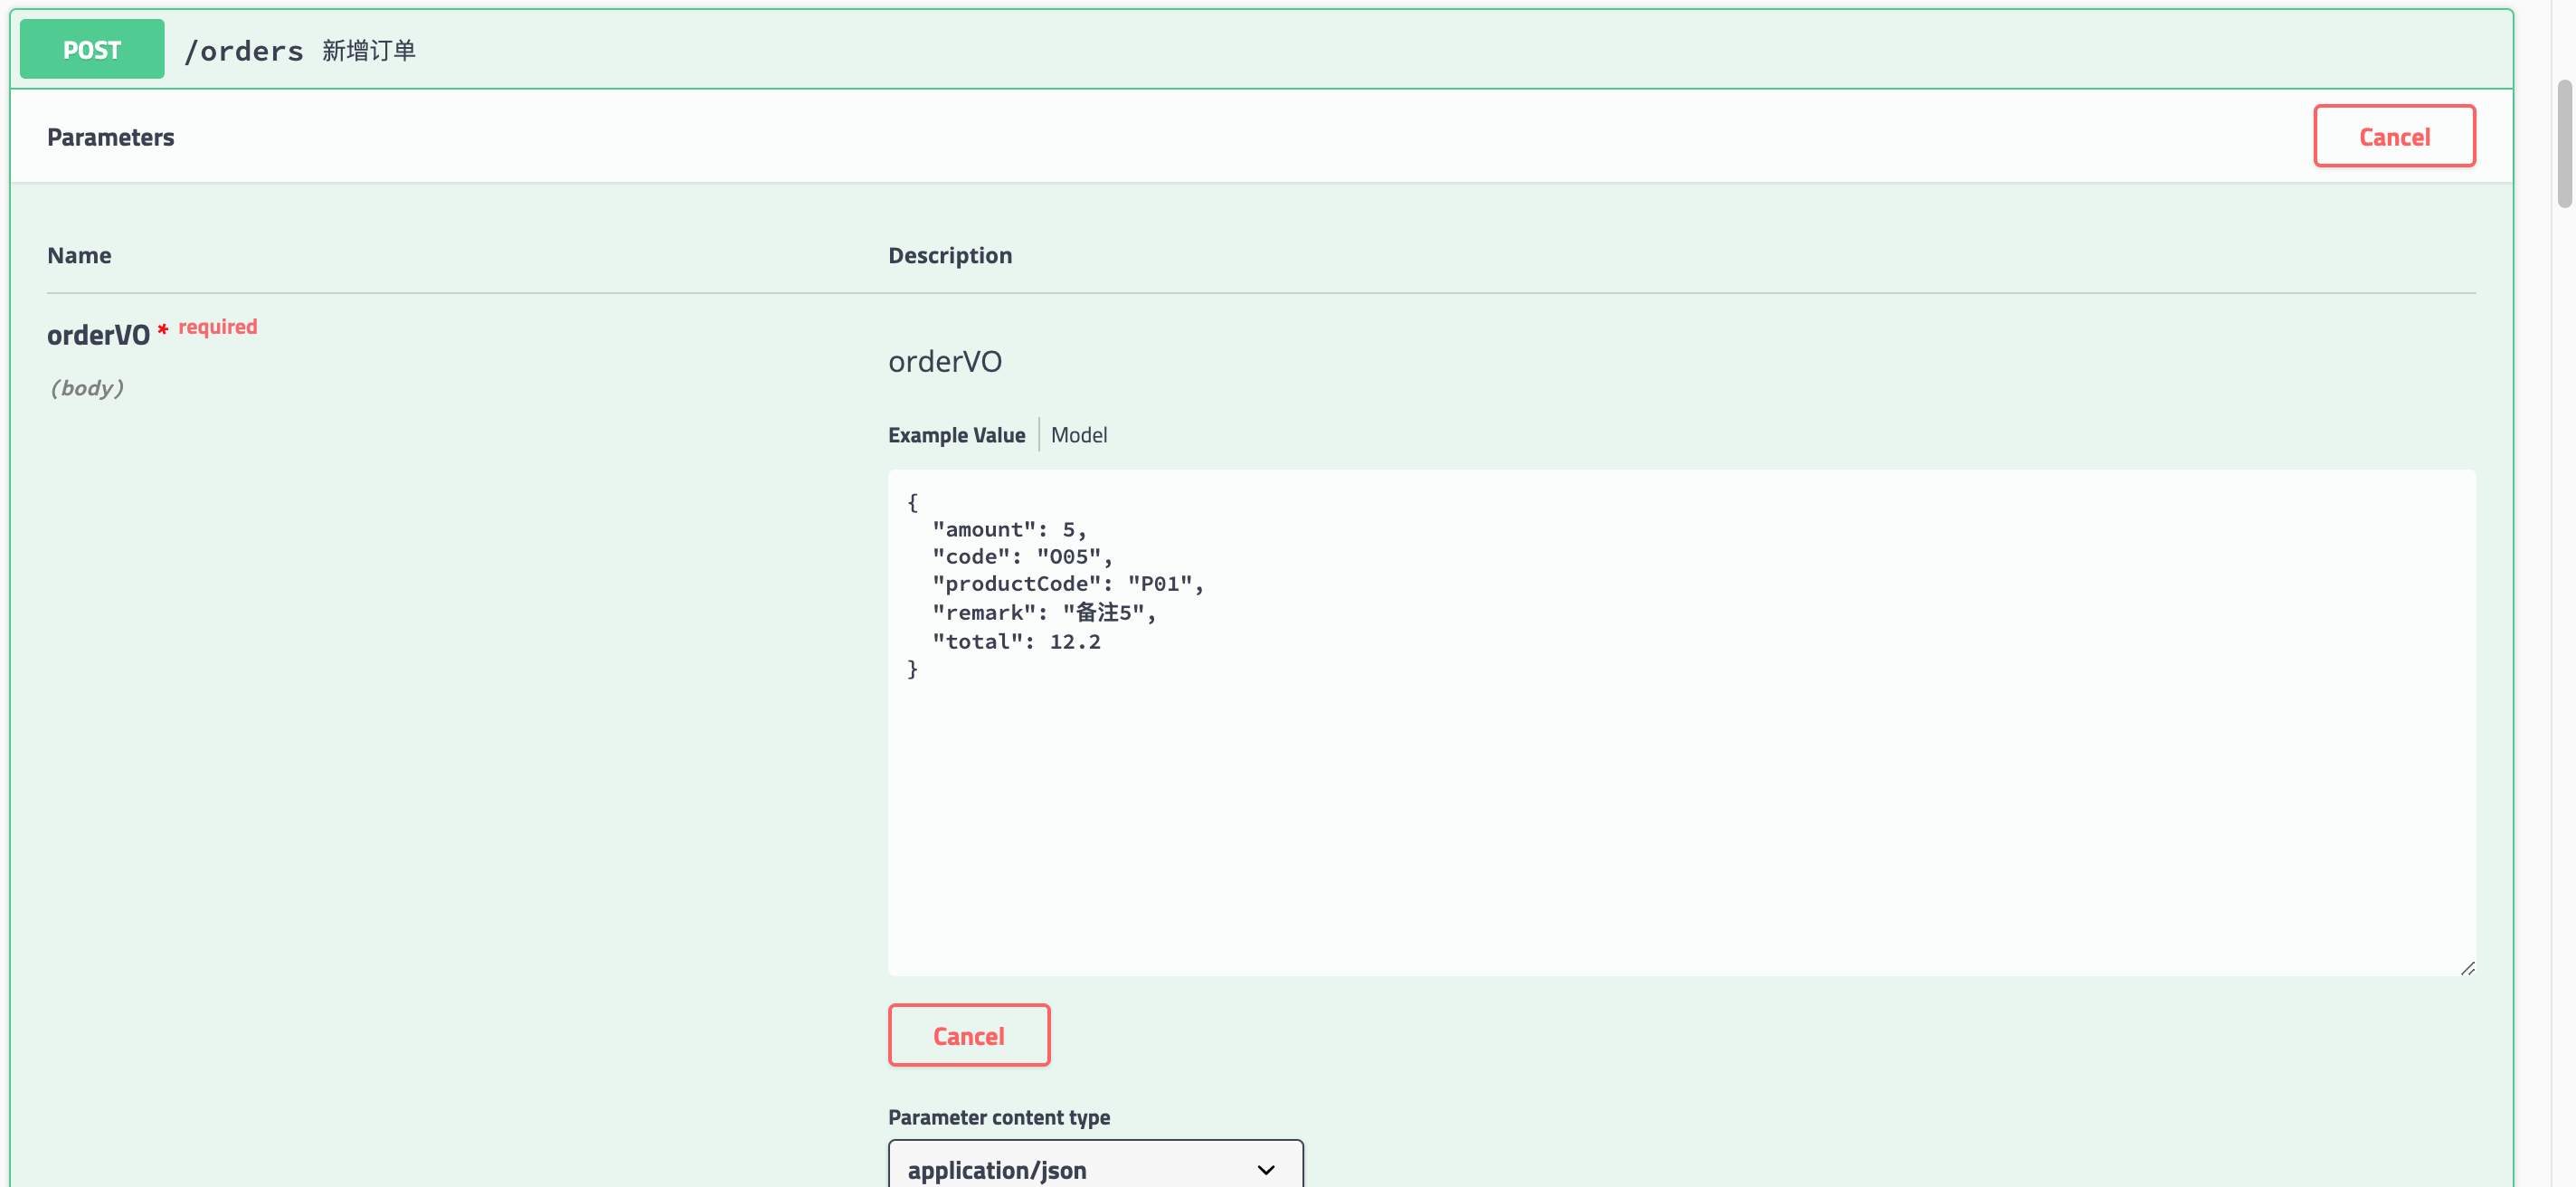 POST /orders 新增订单
Parameters Cancel
Name Description
orderVO * required
(body)
orderVO
Example Value Model
{
  "amount": 5,
  "code": "O05",
  "productCode": "P01",
  "remark": "备注5",
  "total": 12.2
}
Cancel
Parameter content type
application/json